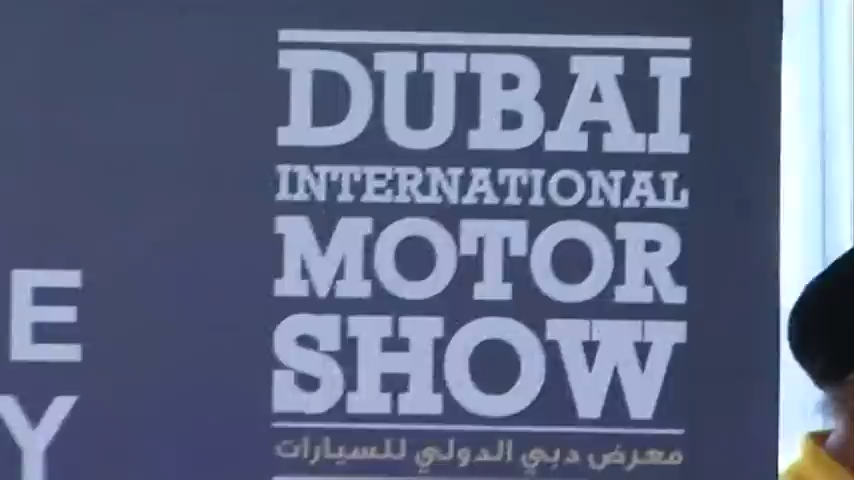 DUBAI
INTERNATIONAL
MOTOR
SHOW
معرض دبي الدولي للسيارات
E
Y